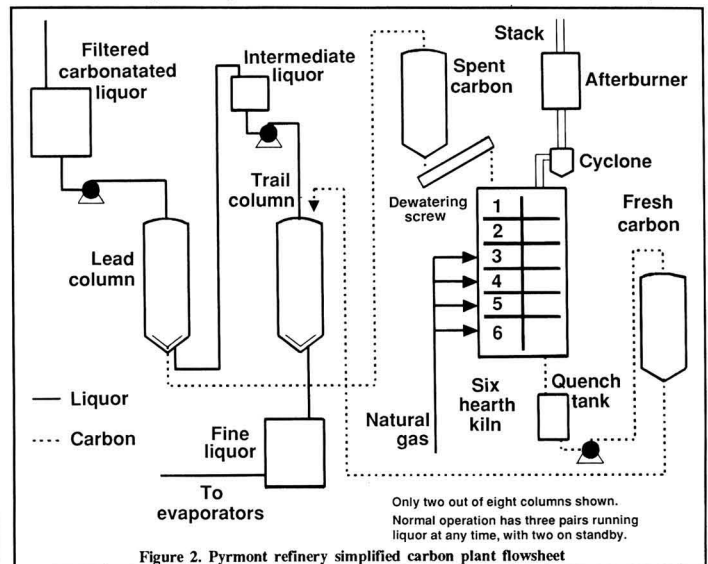 Filtered
carbonatated
liquor
Intermediate
liquor
Spent
carbon
Stack
Afterburner
Cyclone
Trail
column
Dewatering
screw
Fresh
carbon
Lead
column
1
2
3
4
5
6
Liquor
Carbon
Fine
liquor
Natural
gas
Six
hearth
kiln
Quench
tank
To
evaporators
Only two out of eight columns shown.
Normal operation has three pairs running
liquor at any time, with two on standby.
Figure 2. Pyrmont refinery simplified carbon plant flowsheet